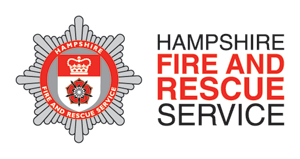 HAMPSHIRE
FIRE AND RESCUE SERVICE
HAMPSHIRE
FIRE AND
RESCUE
SERVICE